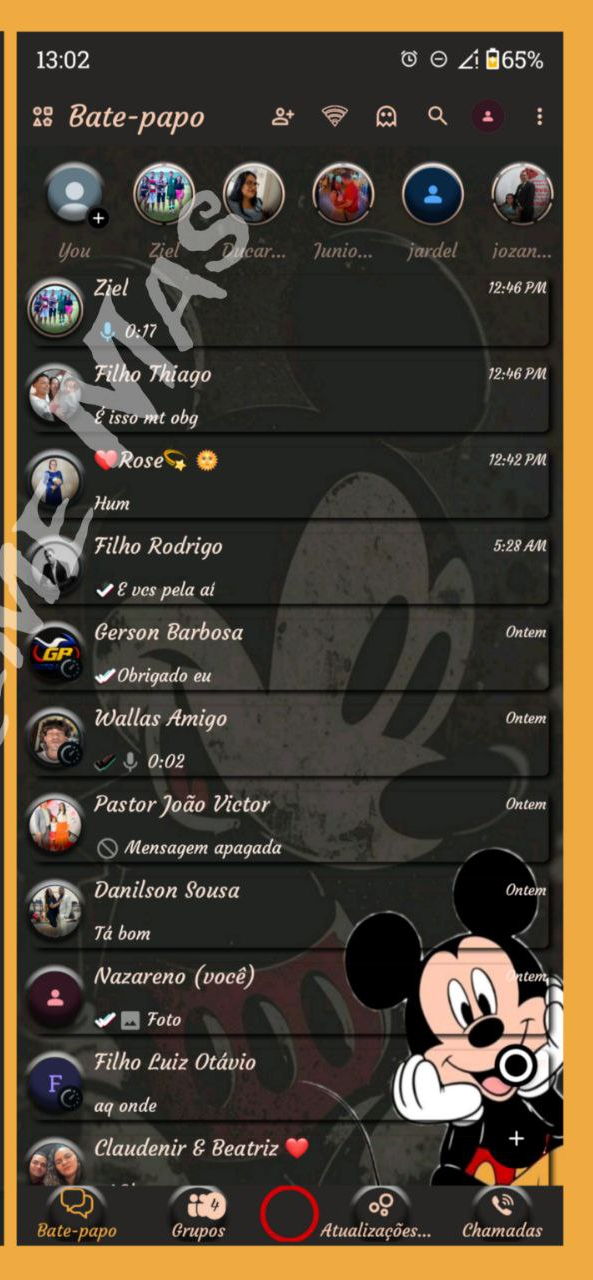 13:02
65%
Bate-papo
You
Ziel
Ducar...
Junio...
jardel
jozan...
Ziel
12:46 PM
0:17
Filho Thiago
12:46 PM
É isso mt obg
❤️Rose💫 🌞
12:42 PM
Hum
Filho Rodrigo
5:28 AM
E vcs pela aí
Gerson Barbosa
Ontem
GP
Obrigado eu
Wallas Amigo
Ontem
0:02
Pastor João Victor
Ontem
Mensagem apagada
Danilson Sousa
Ontem
Tá bom
Nazareno (você)
Ontem
Foto
Filho Luiz Otávio
F
aq onde
Claudenir & Beatriz ❤️
4
Bate-papo
Grupos
Atualizações...
Chamadas
MAS